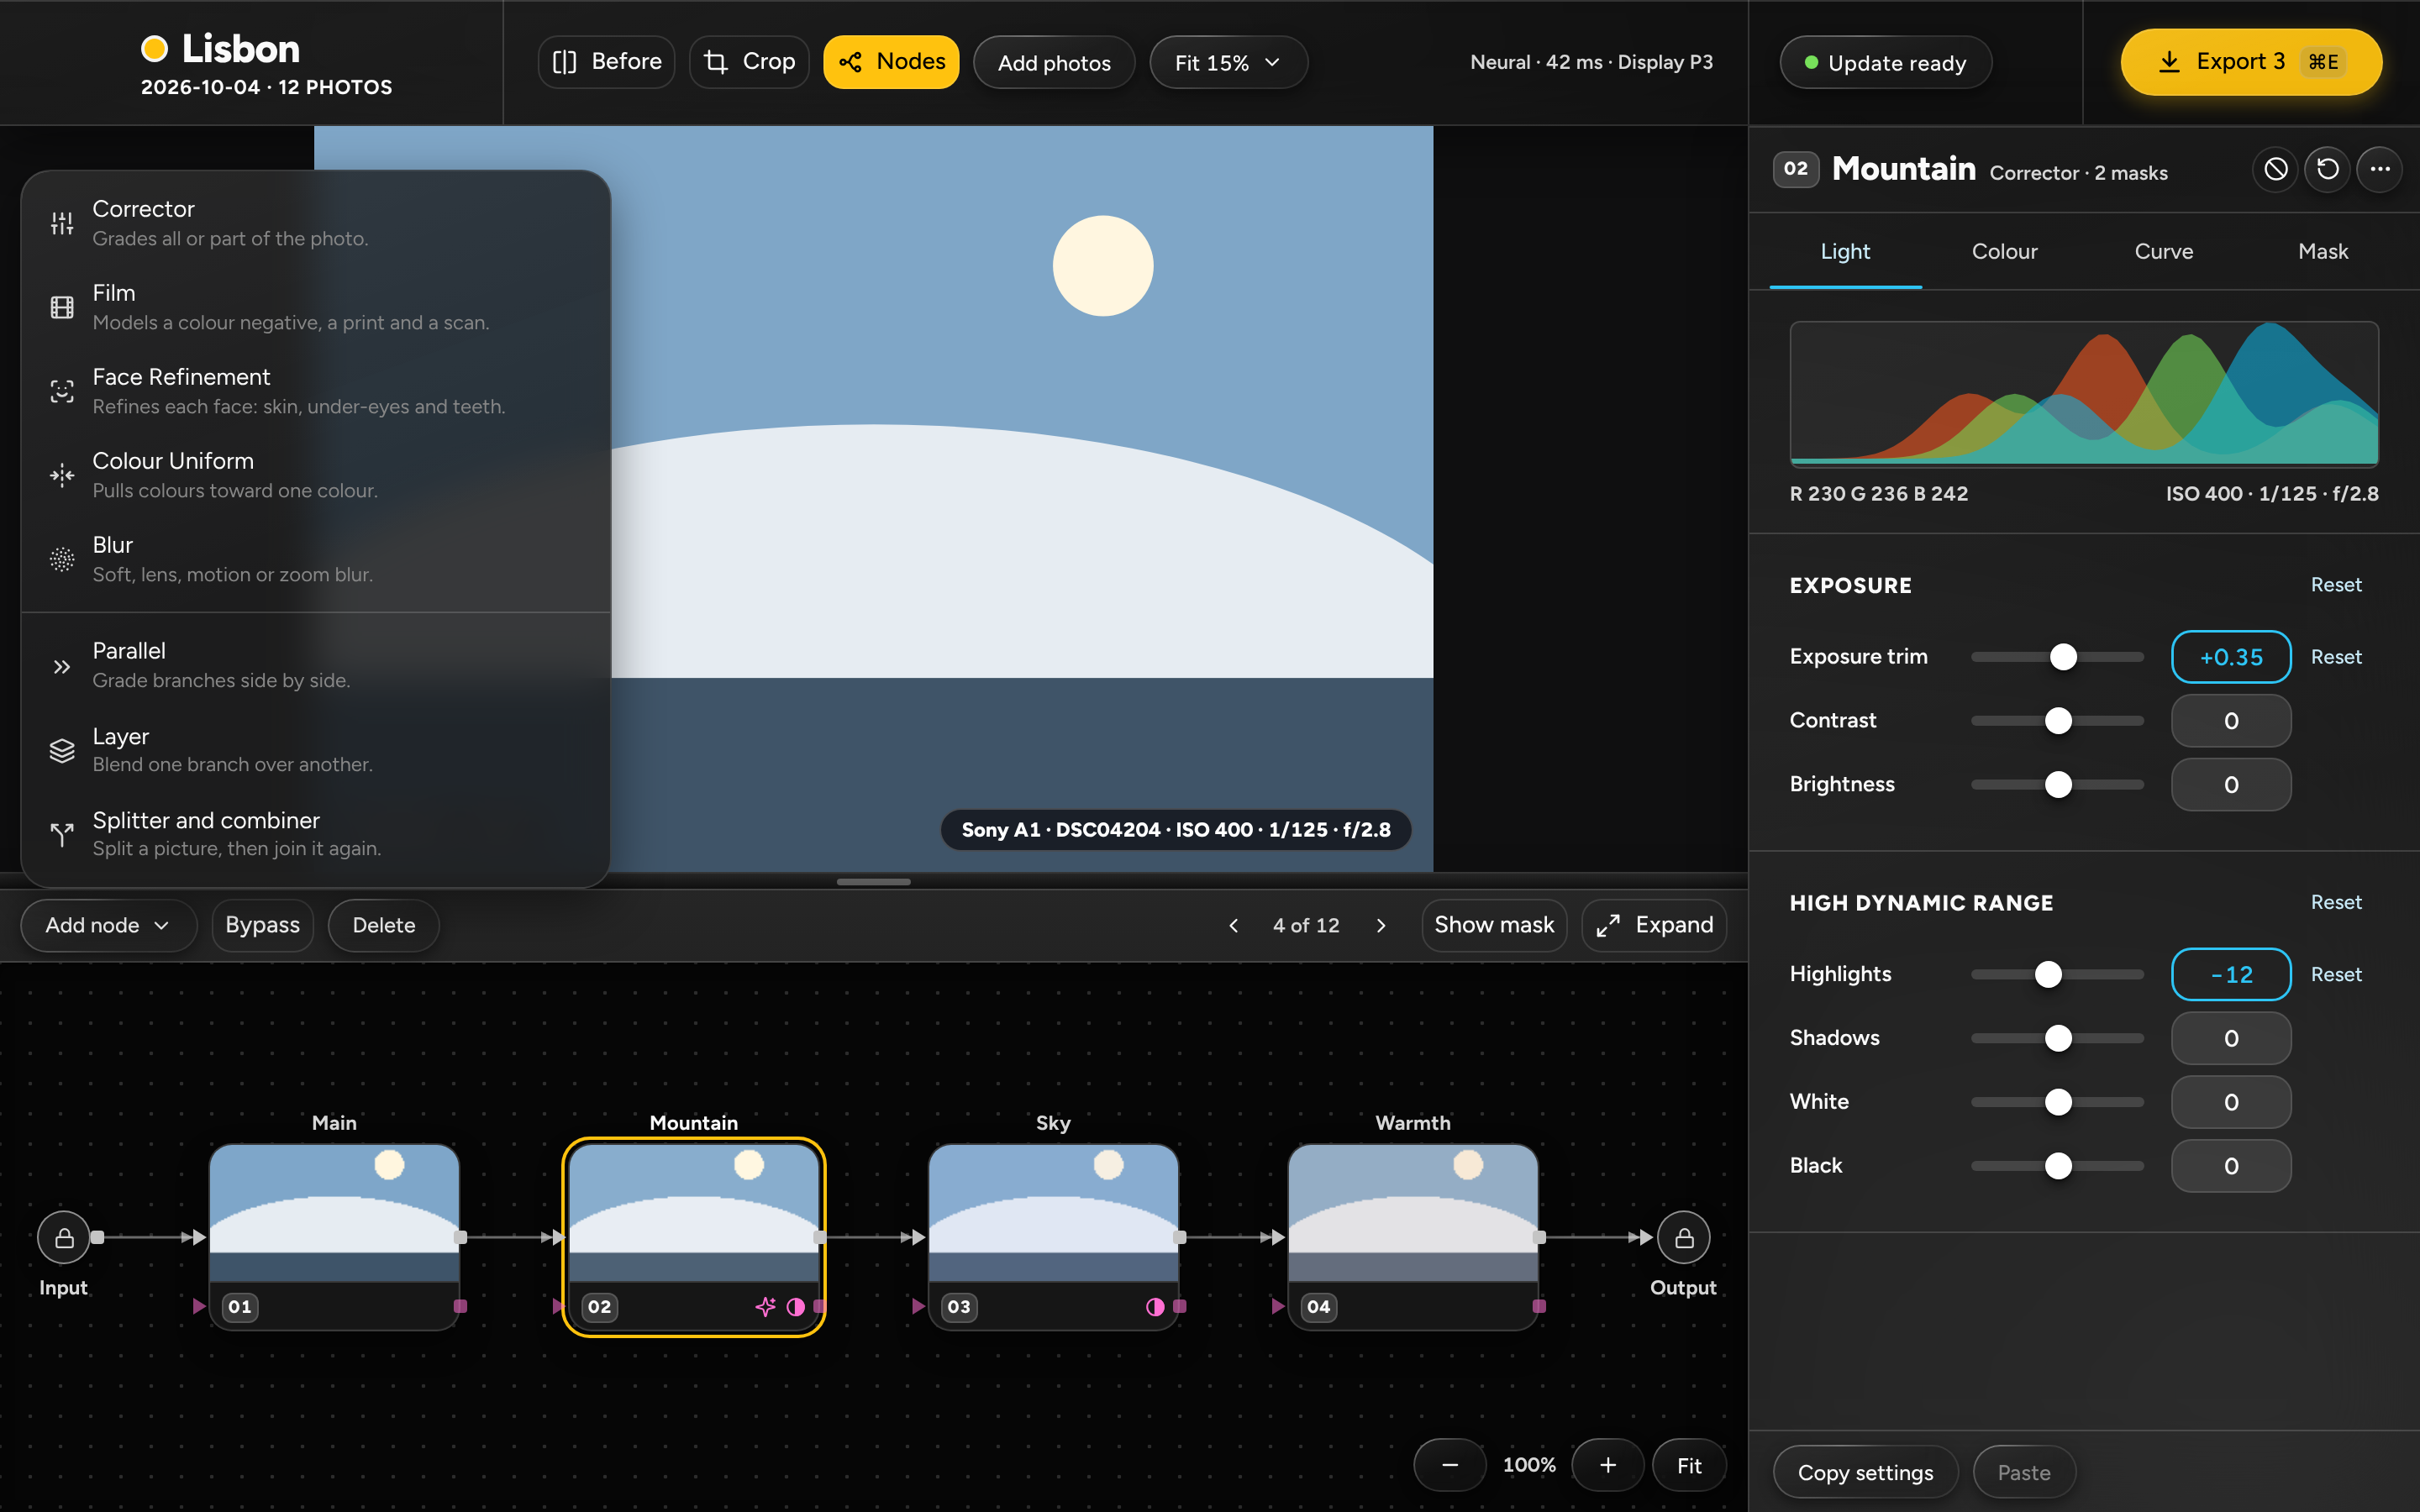 Lisbon
2026-10-04 · 12 PHOTOS
Before
Crop
Nodes
Add photos
Fit 15%
Neural · 42 ms · Display P3
Update ready
Export 3 ⌘E
Corrector
Grades all or part of the photo.
Film
Models a colour negative, a print and a scan.
Face Refinement
Refines each face: skin, under-eyes and teeth.
Colour Uniform
Pulls colours toward one colour.
Blur
Soft, lens, motion or zoom blur.
Parallel
Grade branches side by side.
Layer
Blend one branch over another.
Splitter and combiner
Split a picture, then join it again.
Sony A1 · DSC04204 · ISO 400 · 1/125 · f/2.8
Add node
Bypass
Delete
4 of 12
Show mask
Expand
Main
Mountain
Sky
Warmth
Input
Output
01
02
03
04
100%
Fit
02 Mountain Corrector · 2 masks
Light
Colour
Curve
Mask
R 230 G 236 B 242
ISO 400 · 1/125 · f/2.8
EXPOSURE Reset
Exposure trim +0.35 Reset
Contrast 0
Brightness 0
HIGH DYNAMIC RANGE Reset
Highlights −12 Reset
Shadows 0
White 0
Black 0
Copy settings
Paste